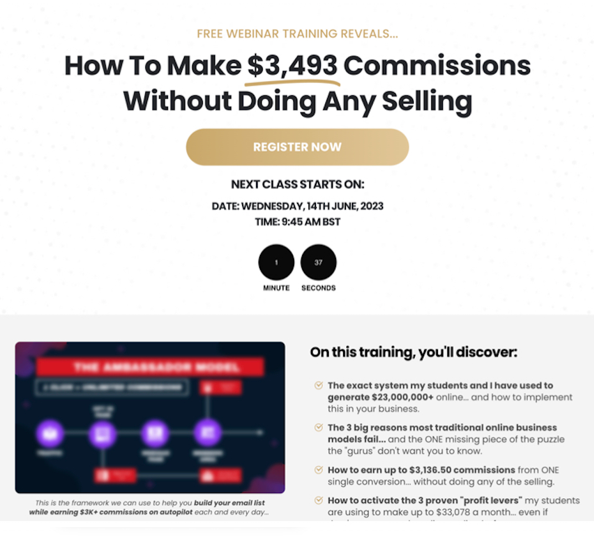 FREE WEBINAR TRAINING REVEALS...
How To Make $3,493 Commissions
Without Doing Any Selling
REGISTER NOW
NEXT CLASS STARTS ON:
DATE: WEDNESDAY, 14TH JUNE, 2023
TIME: 9:45 AM BST
1
37
MINUTE
SECONDS
THE AMBASSADOR MODEL
1 CLICK = UNLIMITED COMMISSIONS
This is the framework we can use to help you build your email list
while earning $3K+ commissions on autopilot each and every day...
On this training, you'll discover:
The exact system my students and I have used to
generate $23,000,000+ online... and how to implement
this in your business.
The 3 big reasons most traditional online business
models fail... and the ONE missing piece of the puzzle
the "gurus" don't want you to know.
How to earn up to $3,136.50 commissions from ONE
single conversion... without doing any of the selling.
How to activate the 3 proven "profit levers" my students
are using to make up to $33,078 a month... even if